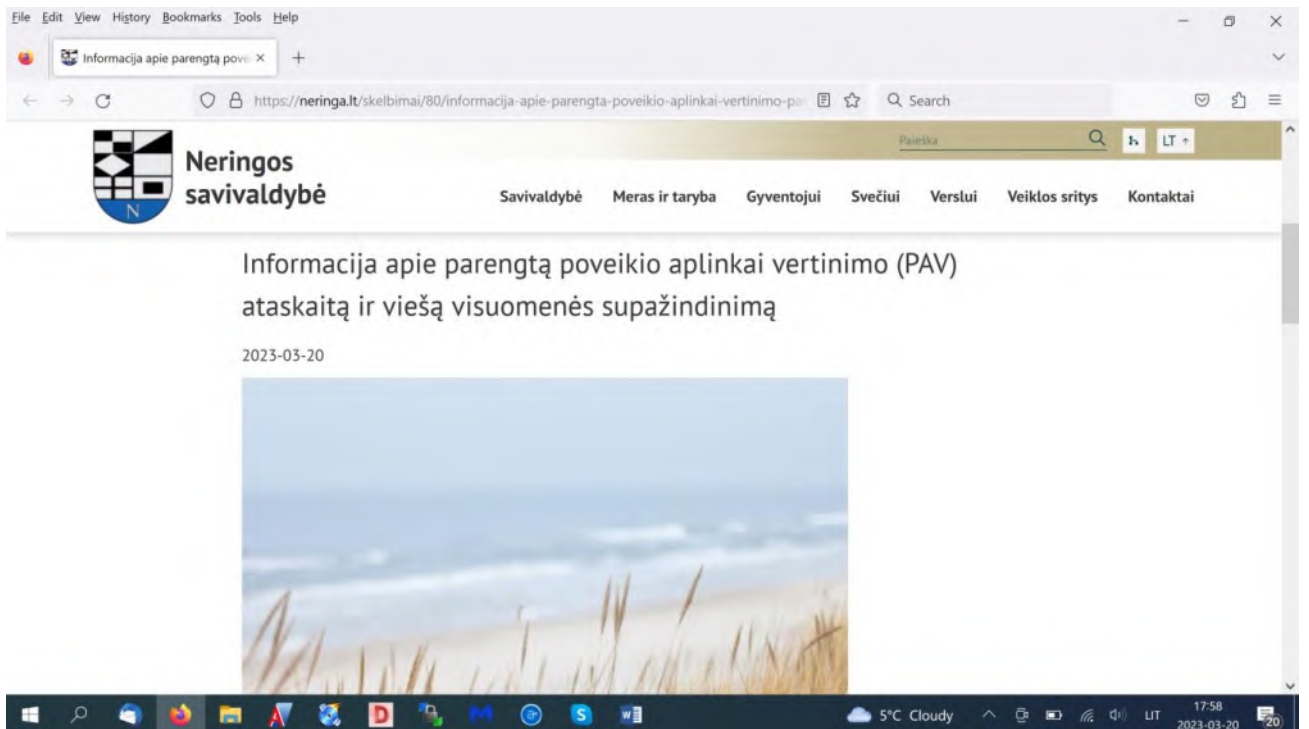 File Edit View History Bookmarks Tools Help
Informacija apie parengtą pove
https://neringa.lt/skelbimai/80/informacija-apie-parengta-poveikio-aplinkai-vertinimo-pa
Search
Paieška
LT
Neringos
savivaldybė
Savivaldybė Meras ir taryba Gyventojui Svečiui Verslui Veiklos sritys Kontaktai
N
Informacija apie parengtą poveikio aplinkai vertinimo (PAV)
ataskaitą ir viešą visuomenės supažindinimą
2023-03-20
5°C Cloudy
LIT
17:58
2023-03-20
20